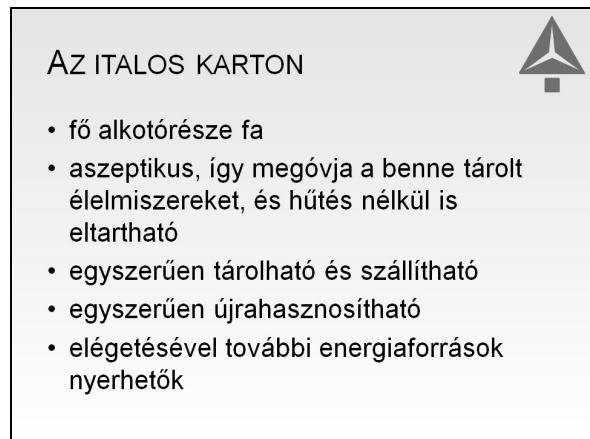 AZ ITALOS KARTON
• fő alkotórésze fa
• aszeptikus, így megóvja a benne tárolt
élelmiszereket, és hűtés nélkül is
eltartható
• egyszerűen tárolható és szállítható
• egyszerűen újrahasznosítható
• elégetésével további energiaforrások
nyerhetők